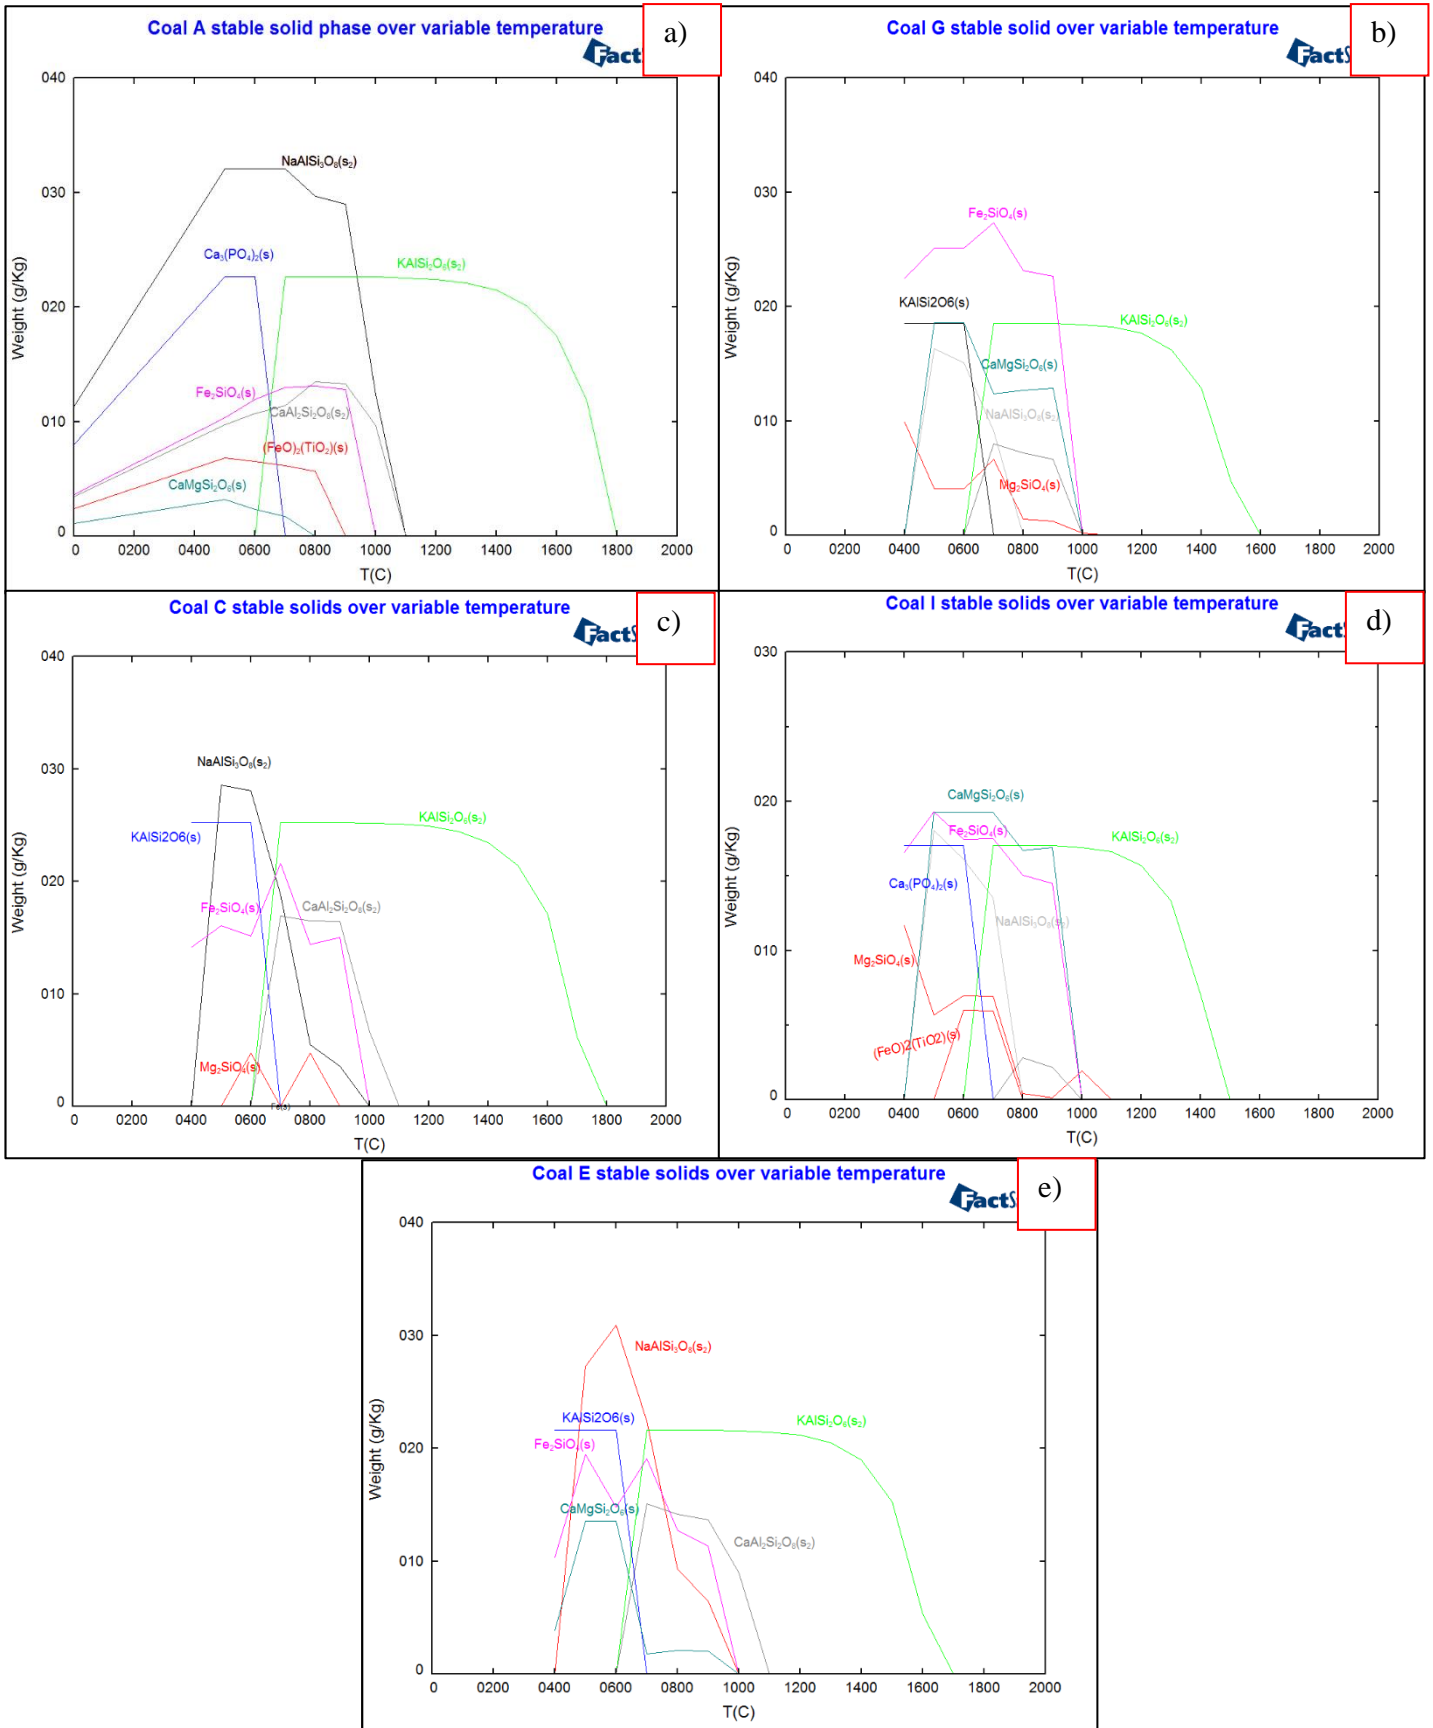 Coal A stable solid phase over variable temperature
a)
Fact
040
030
020
010
0
Weight (g/Kg)
NaAlSi₃O₈(s₂)
Ca₃(PO₄)₂(s)
KAlSi₂O₆(s₂)
Fe₂SiO₄(s)
CaAl₂Si₂O₈(s₂)
(FeO)₂(TiO₂)(s)
CaMgSi₂O₆(s)
0 0200 0400 0600 0800 1000 1200 1400 1600 1800 2000
T(C)
Coal G stable solid over variable temperature
b)
FactS
040
030
020
010
0
Weight (g/Kg)
Fe₂SiO₄(s)
KAlSi2O6(s)
KAlSi₂O₆(s₂)
CaMgSi₂O₆(s)
NaAlSi₃O₈(s₂)
Mg₂SiO₄(s)
0 0200 0400 0600 0800 1000 1200 1400 1600 1800 2000
T(C)
Coal C stable solids over variable temperature
c)
FactS
040
030
020
010
0
Weight (g/Kg)
NaAlSi₃O₈(s₂)
KAlSi2O6(s)
KAlSi₂O₆(s₂)
Fe₂SiO₄(s)
CaAl₂Si₂O₈(s₂)
Mg₂SiO₄(s)
Fe(s)
0 0200 0400 0600 0800 1000 1200 1400 1600 1800 2000
T(C)
Coal I stable solids over variable temperature
d)
Fact
030
020
010
0
Weight (g/Kg)
CaMgSi₂O₆(s)
Fe₂SiO₄(s)
KAlSi₂O₆(s₂)
Ca₃(PO₄)₂(s)
NaAlSi₃O₈(s₂)
Mg₂SiO₄(s)
(FeO)2(TiO2)(s)
0 0200 0400 0600 0800 1000 1200 1400 1600 1800 2000
T(C)
Coal E stable solids over variable temperature
e)
FactS
040
030
020
010
0
Weight (g/Kg)
NaAlSi₃O₈(s₂)
KAlSi2O6(s)
KAlSi₂O₆(s₂)
Fe₂SiO₄(s)
CaMgSi₂O₆(s)
CaAl₂Si₂O₈(s₂)
0 0200 0400 0600 0800 1000 1200 1400 1600 1800 2000
T(C)